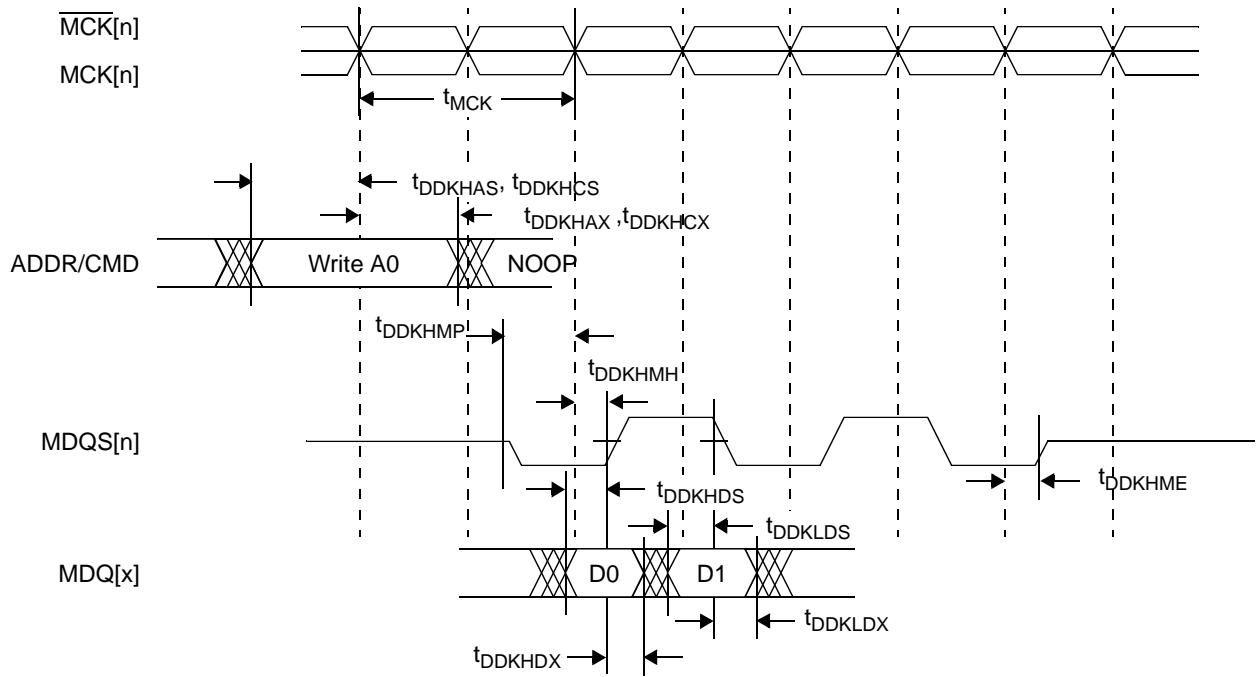 MCK[n]
MCK[n]
tMCK
tDDKHAS, tDDKHCS
tDDKHAX ,tDDKHCX
ADDR/CMD
Write A0
NOOP
tDDKHMP
tDDKHMH
MDQS[n]
tDDKHME
tDDKHDS
tDDKLDS
MDQ[x]
D0
D1
tDDKLDX
tDDKHDX